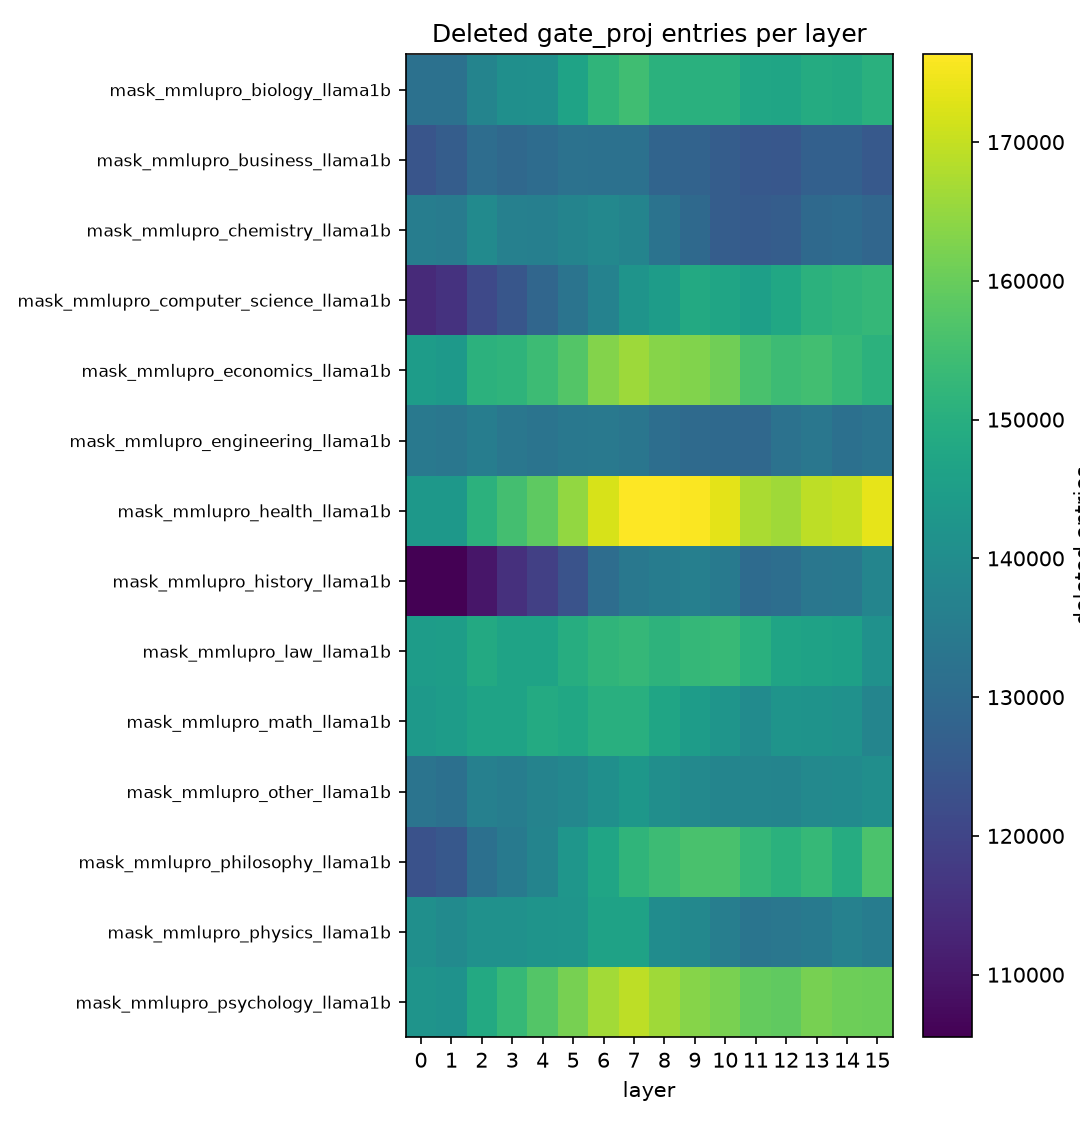 Deleted gate_proj entries per layer
mask_mmlupro_biology_llama1b
mask_mmlupro_business_llama1b
mask_mmlupro_chemistry_llama1b
mask_mmlupro_computer_science_llama1b
mask_mmlupro_economics_llama1b
mask_mmlupro_engineering_llama1b
mask_mmlupro_health_llama1b
mask_mmlupro_history_llama1b
mask_mmlupro_law_llama1b
mask_mmlupro_math_llama1b
mask_mmlupro_other_llama1b
mask_mmlupro_philosophy_llama1b
mask_mmlupro_physics_llama1b
mask_mmlupro_psychology_llama1b
0 1 2 3 4 5 6 7 8 9 10 11 12 13 14 15
layer
170000
160000
150000
140000
130000
120000
110000